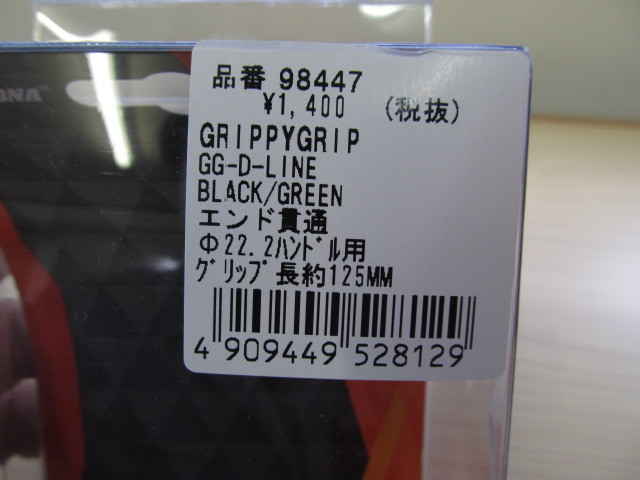 品番 98447
¥1,400 (税抜)
GRIPPYGRIP
GG-D-LINE
BLACK/GREEN
エンド貫通
Φ22.2ﾊﾝﾄﾞﾙ用
ｸﾞﾘｯﾌﾟ長約125MM
4 909449 528129